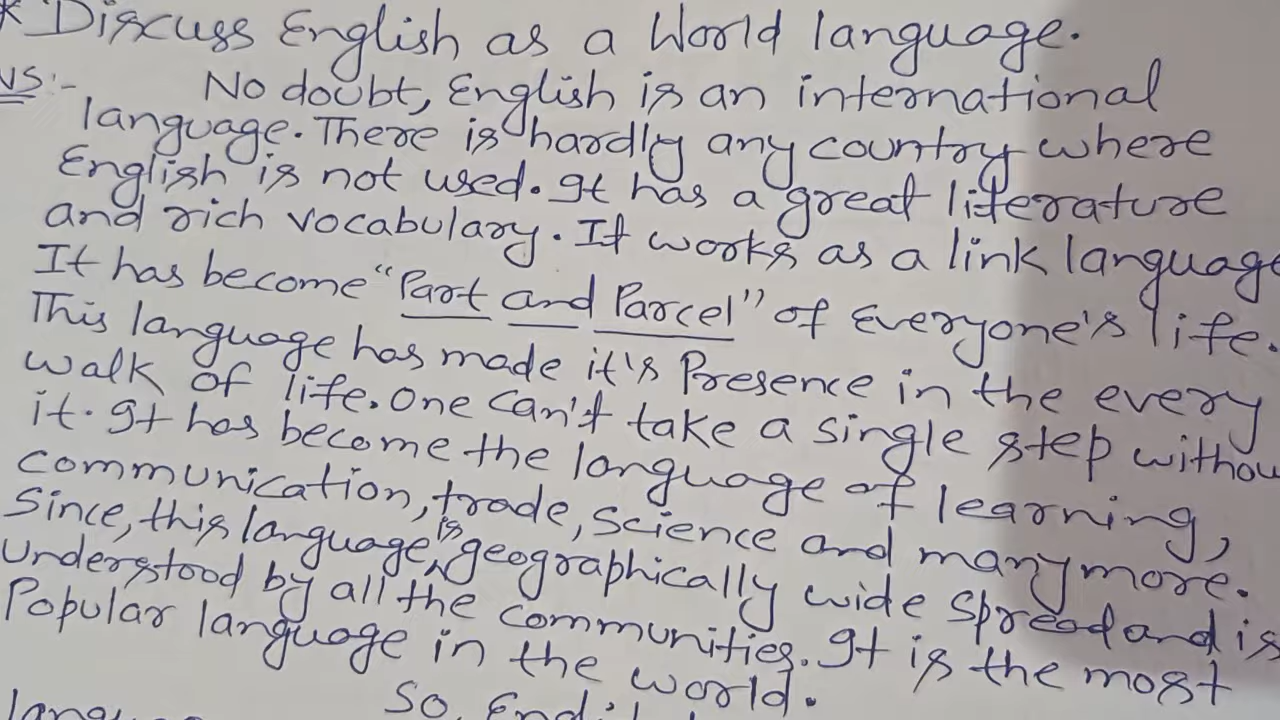 * Discuss English as a World language.
NS:- No doubt, English is an international
language. There is hardly any country where
English is not used. It has a great literature
and rich vocabulary. It works as a link language
It has become "Part and Parcel" of Everyone's life.
This language has made it's Presence in the every
walk of life. One can't take a single step withou
it. It has become the language of learning,
communication, trade, science and many more.
Since, this language is geographically wide spread and is
understood by all the communities. It is the most
Popular language in the world.
So,